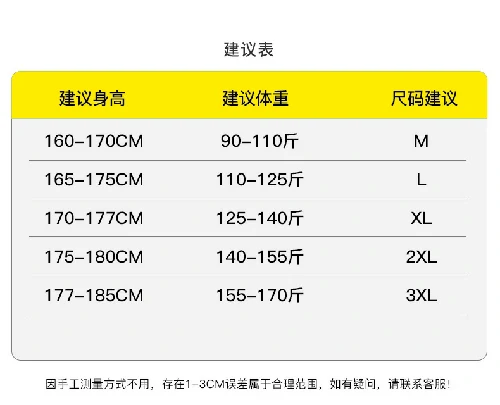 建议表
建议身高 建议体重 尺码建议
160-170CM 90-110斤 M
165-175CM 110-125斤 L
170-177CM 125-140斤 XL
175-180CM 140-155斤 2XL
177-185CM 155-170斤 3XL
因手工测量方式不用，存在1-3CM误差属于合理范围，如有疑问，请联系客服!